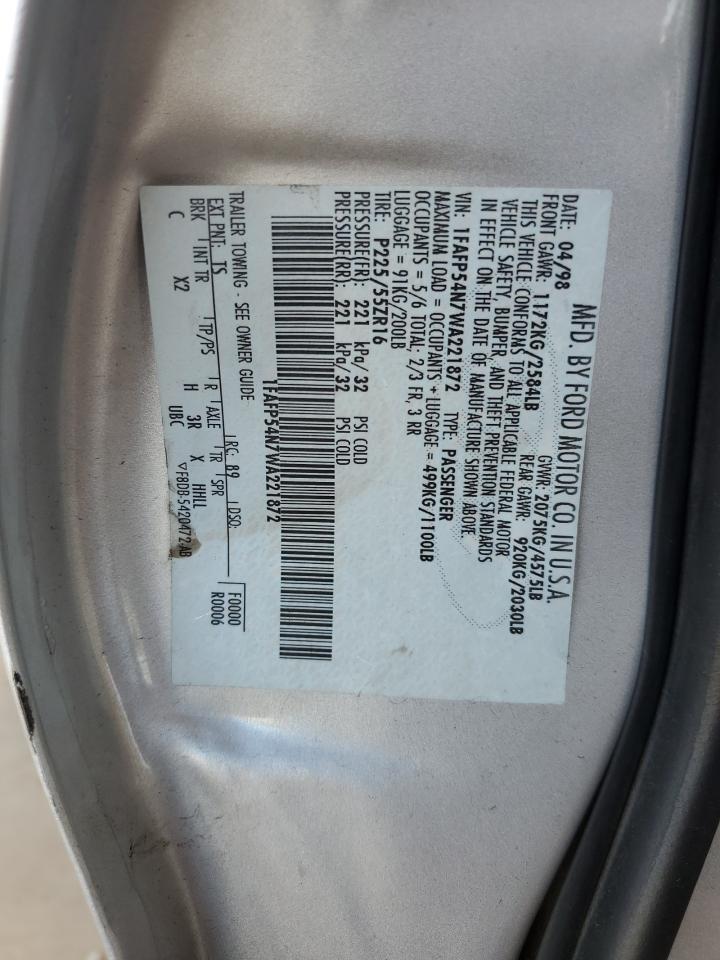 MFD. BY FORD MOTOR CO. IN U.S.A.
DATE: 04/98 GVWR: 2075KG/4575LB
FRONT GAWR: 1172KG/2584LB REAR GAWR: 920KG/2030LB
THIS VEHICLE CONFORMS TO ALL APPLICABLE FEDERAL MOTOR
VEHICLE SAFETY, BUMPER, AND THEFT PREVENTION STANDARDS
IN EFFECT ON THE DATE OF MANUFACTURE SHOWN ABOVE.
VIN: 1FAFP54N7WA221872 TYPE: PASSENGER
MAXIMUM LOAD = OCCUPANTS + LUGGAGE = 499KG/1100LB
OCCUPANTS = 5/6 TOTAL; 2/3 FR, 3 RR
LUGGAGE = 91KG/200LB
TIRE: P225/55ZR16
PRESSURE(FR): 221 kPa/32 PSI COLD
PRESSURE(RR): 221 kPa/32 PSI COLD
1FAFP54N7WA221872
TRAILER TOWING - SEE OWNER GUIDE
EXT PNT: TS RC: 89 DSO: F0000
BRK INT TR TP/PS R AXLE TR SPR R0006
C X2 H 3R X HHLL
UBC ▽F8DB-5420472-AB